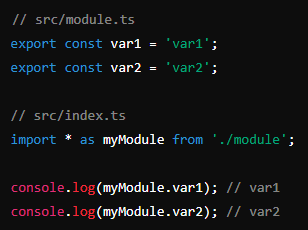 // src/module.ts
export const var1 = 'var1';
export const var2 = 'var2';

// src/index.ts
import * as myModule from './module';

console.log(myModule.var1); // var1
console.log(myModule.var2); // var2